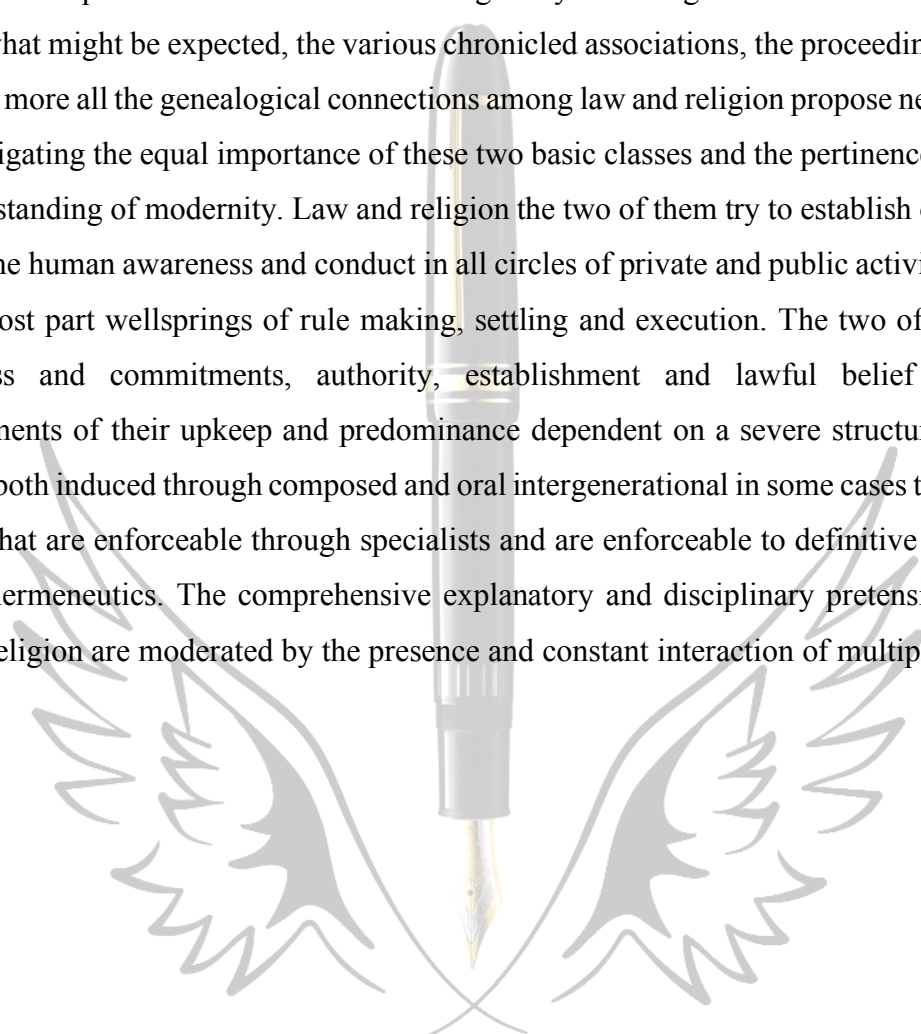 what might be expected, the various chronicled associations, the proceedin
more all the genealogical connections among law and religion propose ne
igating the equal importance of these two basic classes and the pertinence
standing of modernity. Law and religion the two of them try to establish
he human awareness and conduct in all circles of private and public activi
ost part wellsprings of rule making, settling and execution. The two of
ss and commitments, authority, establishment and lawful belief
ments of their upkeep and predominance dependent on a severe structu
both induced through composed and oral intergenerational in some cases t
hat are enforceable through specialists and are enforceable to definitive
hermeneutics. The comprehensive explanatory and disciplinary pretensi
eligion are moderated by the presence and constant interaction of multip